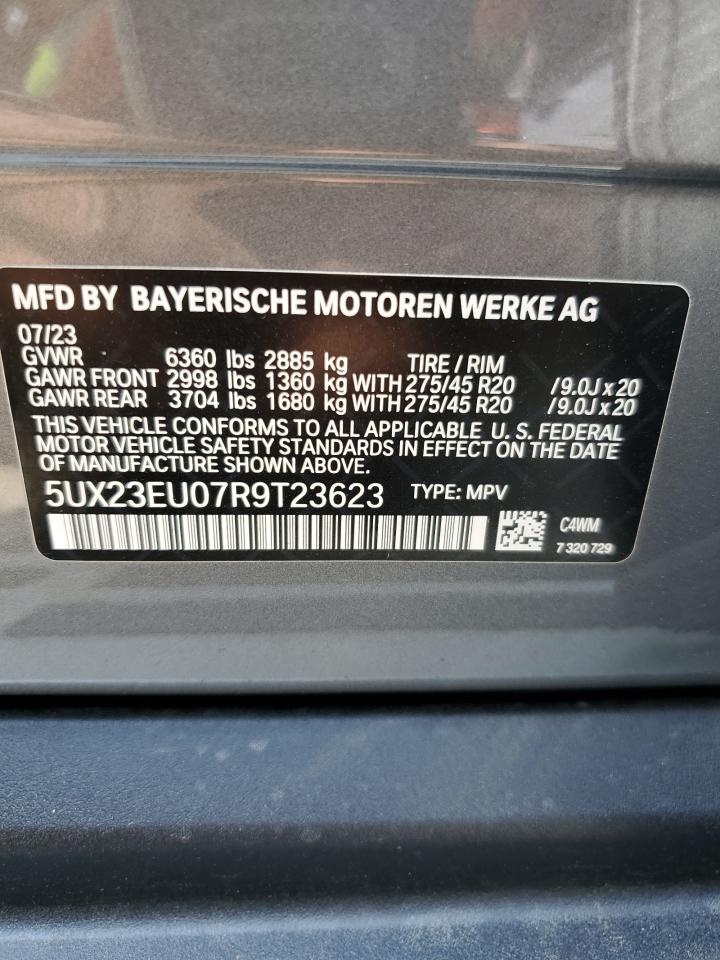 MFD BY BAYERISCHE MOTOREN WERKE AG
07/23
GVWR 6360 lbs 2885 kg TIRE / RIM
GAWR FRONT 2998 lbs 1360 kg WITH 275/45 R20 / 9.0J x 20
GAWR REAR 3704 lbs 1680 kg WITH 275/45 R20 / 9.0J x 20
THIS VEHICLE CONFORMS TO ALL APPLICABLE U. S. FEDERAL
MOTOR VEHICLE SAFETY STANDARDS IN EFFECT ON THE DATE
OF MANUFACTURE SHOWN ABOVE.
5UX23EU07R9T23623 TYPE: MPV
C4WM
7 320 729